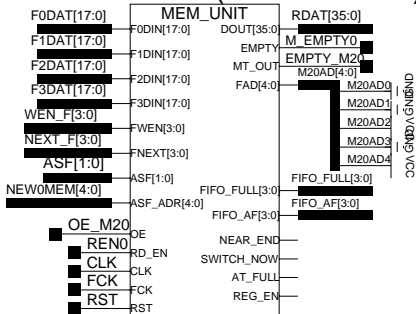 MEM_UNIT
F0DAT[17:0]
F0DIN[17:0]
F1DAT[17:0]
F1DIN[17:0]
F2DAT[17:0]
F2DIN[17:0]
F3DAT[17:0]
F3DIN[17:0]
WEN_F[3:0]
FWEN[3:0]
NEXT_F[3:0]
FNEXT[3:0]
ASF[1:0]
ASF[1:0]
NEW0MEM[4:0]
ASF_ADR[4:0]
OE_M20
OE
REN0
RD_EN
CLK
CLK
FCK
FCK
RST
RST
RDAT[35:0]
DOUT[35:0]
M_EMPTY0
EMPTY
EMPTY_M20
MT_OUT
M20AD[4:0]
FAD[4:0]
M20AD0
M20AD1
M20AD2
M20AD3
M20AD4
GND
VCC
FIFO_FULL[3:0]
FIFO_FULL[3:0]
FIFO_AF[3:0]
FIFO_AF[3:0]
NEAR_END
SWITCH_NOW
AT_FULL
REG_EN